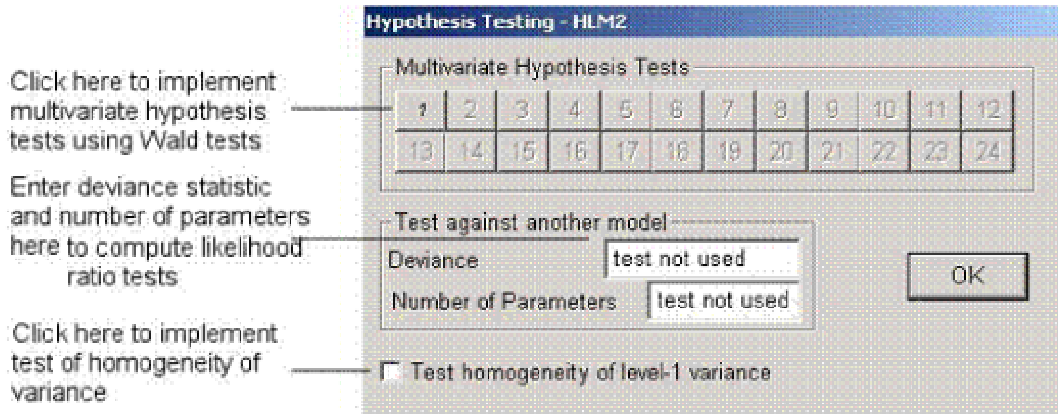 Hypothesis Testing - HLM2
Click here to implement
multivariate hypothesis
tests using Wald tests
Multivariate Hypothesis Tests
1 2 3 4 5 6 7 8 9 10 11 12
13 14 15 16 17 18 19 20 21 22 23 24
Enter deviance statistic
and number of parameters
here to compute likelihood
ratio tests
Test against another model
Deviance test not used
Number of Parameters test not used
OK
Click here to implement
test of homogeneity of
variance
Test homogeneity of level-1 variance